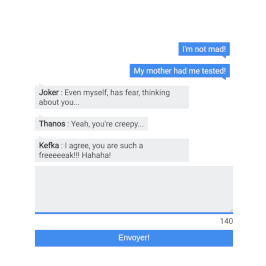 I'm not mad!
My mother had me tested!
Joker : Even myself, has fear, thinking
about you...
Thanos : Yeah, you're creepy...
Kefka : I agree, you are such a
freeeeeak!!! Hahaha!
140
Envoyer!